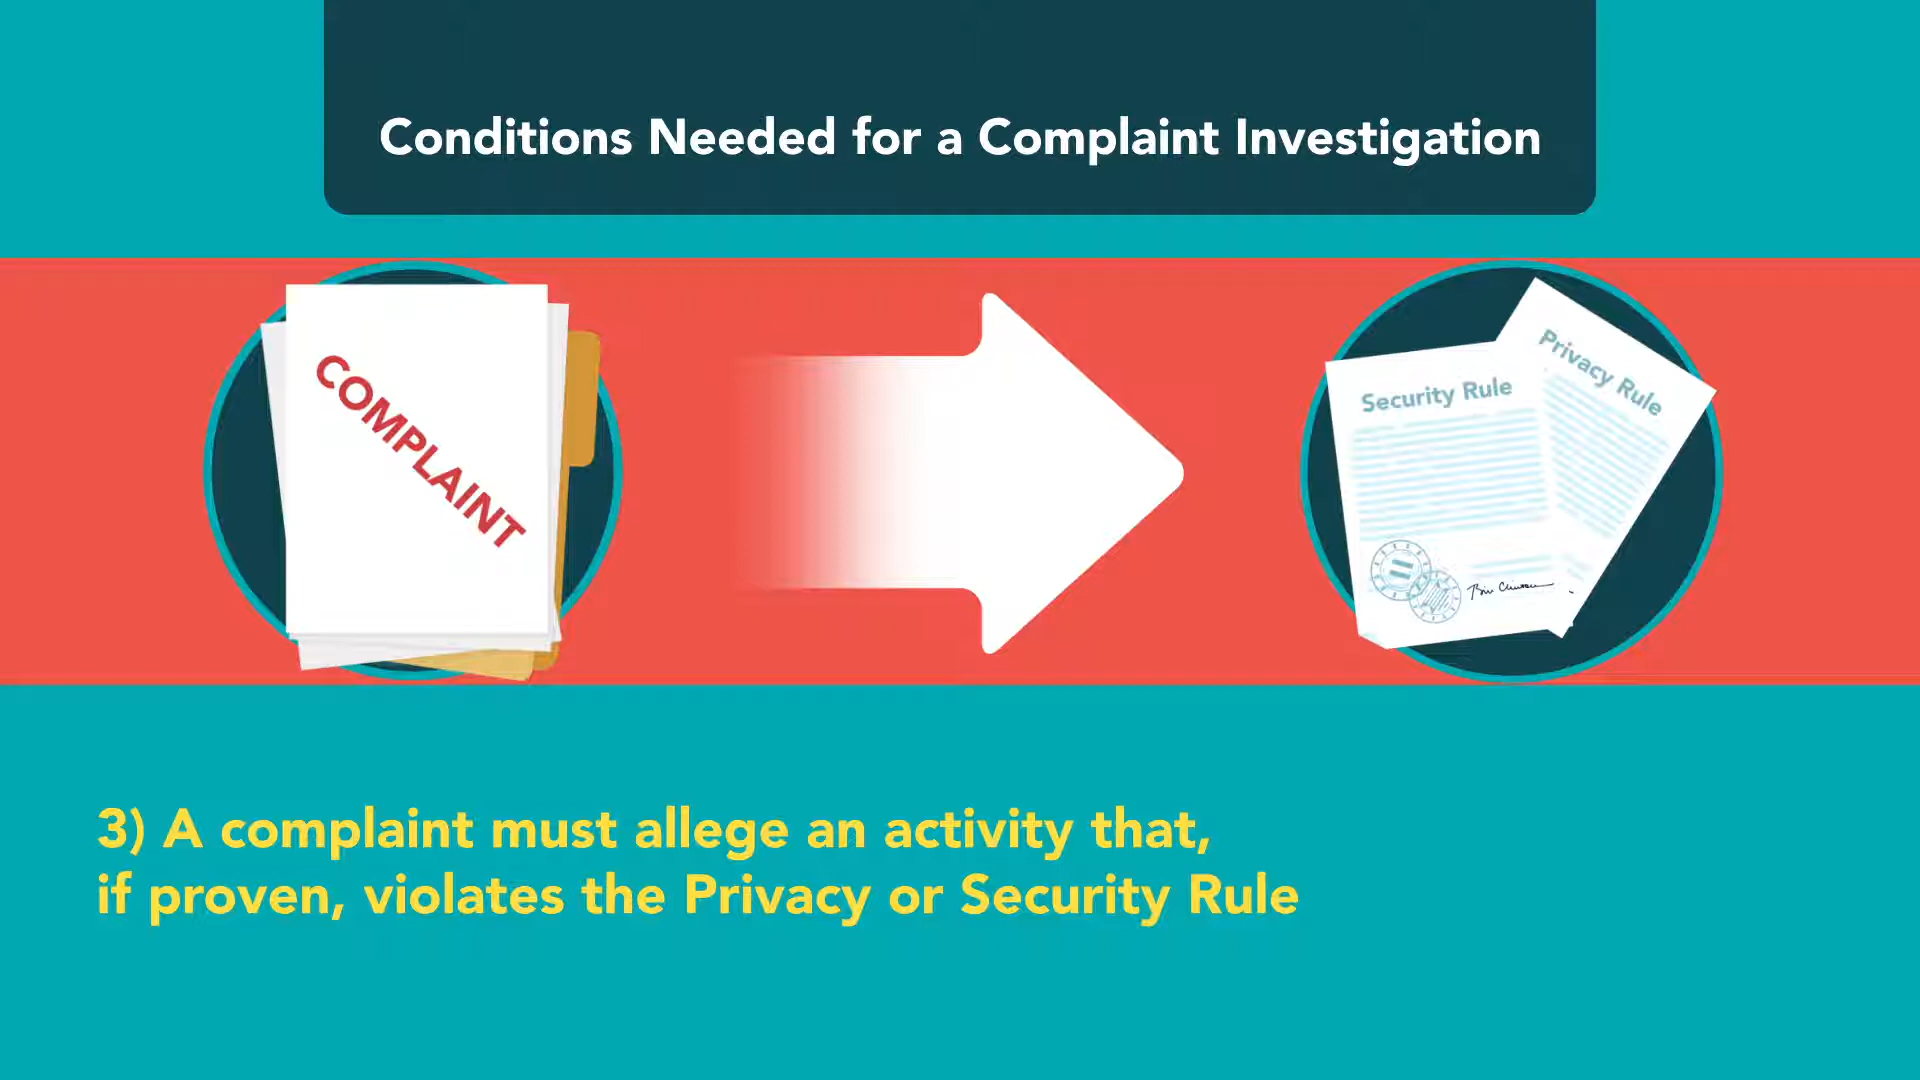 Conditions Needed for a Complaint Investigation
COMPLAINT
Security Rule
Privacy Rule
3) A complaint must allege an activity that,
if proven, violates the Privacy or Security Rule